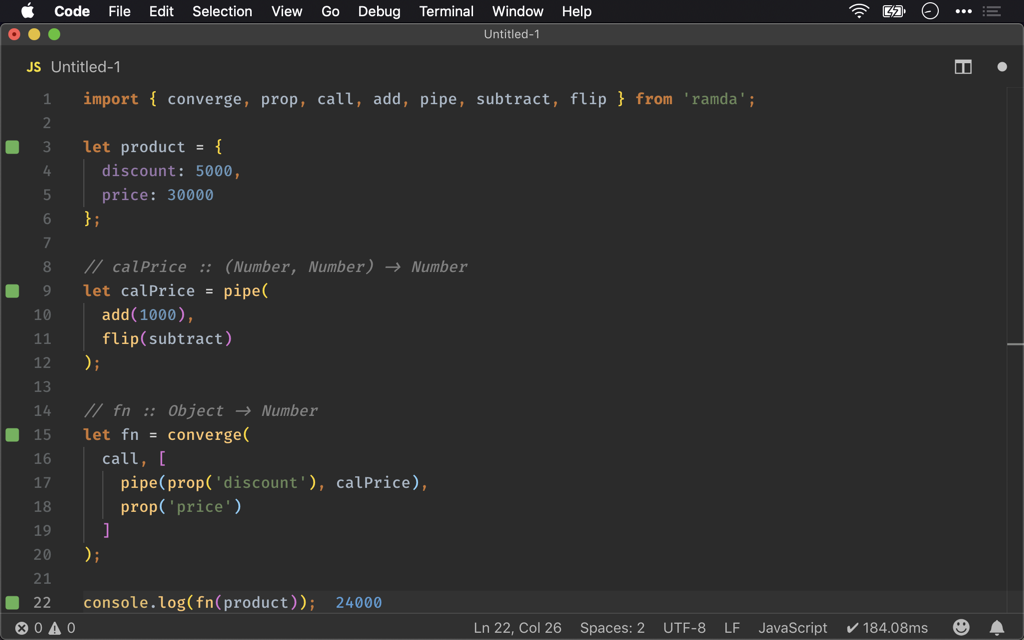 Code File Edit Selection View Go Debug Terminal Window Help
Untitled-1
JS Untitled-1
1 import { converge, prop, call, add, pipe, subtract, flip } from 'ramda';
2
3 let product = {
4 discount: 5000,
5 price: 30000
6 };
7
8 // calPrice :: (Number, Number) → Number
9 let calPrice = pipe(
10 add(1000),
11 flip(subtract)
12 );
13
14 // fn :: Object → Number
15 let fn = converge(
16 call, [
17 pipe(prop('discount'), calPrice),
18 prop('price')
19 ]
20 );
21
22 console.log(fn(product)); 24000
0 0 Ln 22, Col 26 Spaces: 2 UTF-8 LF JavaScript ✔ 184.08ms